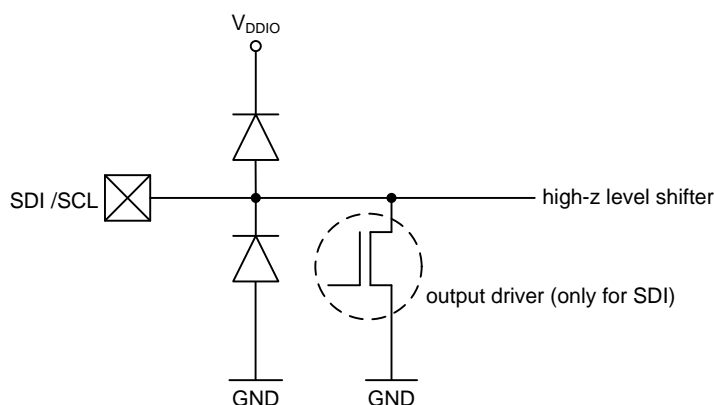 VDDIO
SDI /SCL
high-z level shifter
output driver (only for SDI)
GND
GND